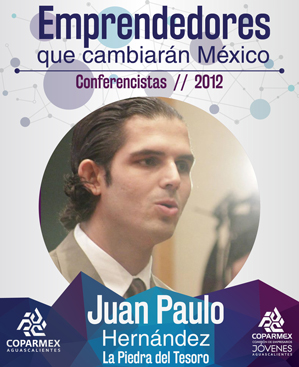 Emprendedores
que cambiarán México
Conferencistas // 2012
Juan Paulo
Hernández
La Piedra del Tesoro
COPARMEX
AGUASCALIENTES
COPARMEX
JÓVENES
AGUASCALIENTES